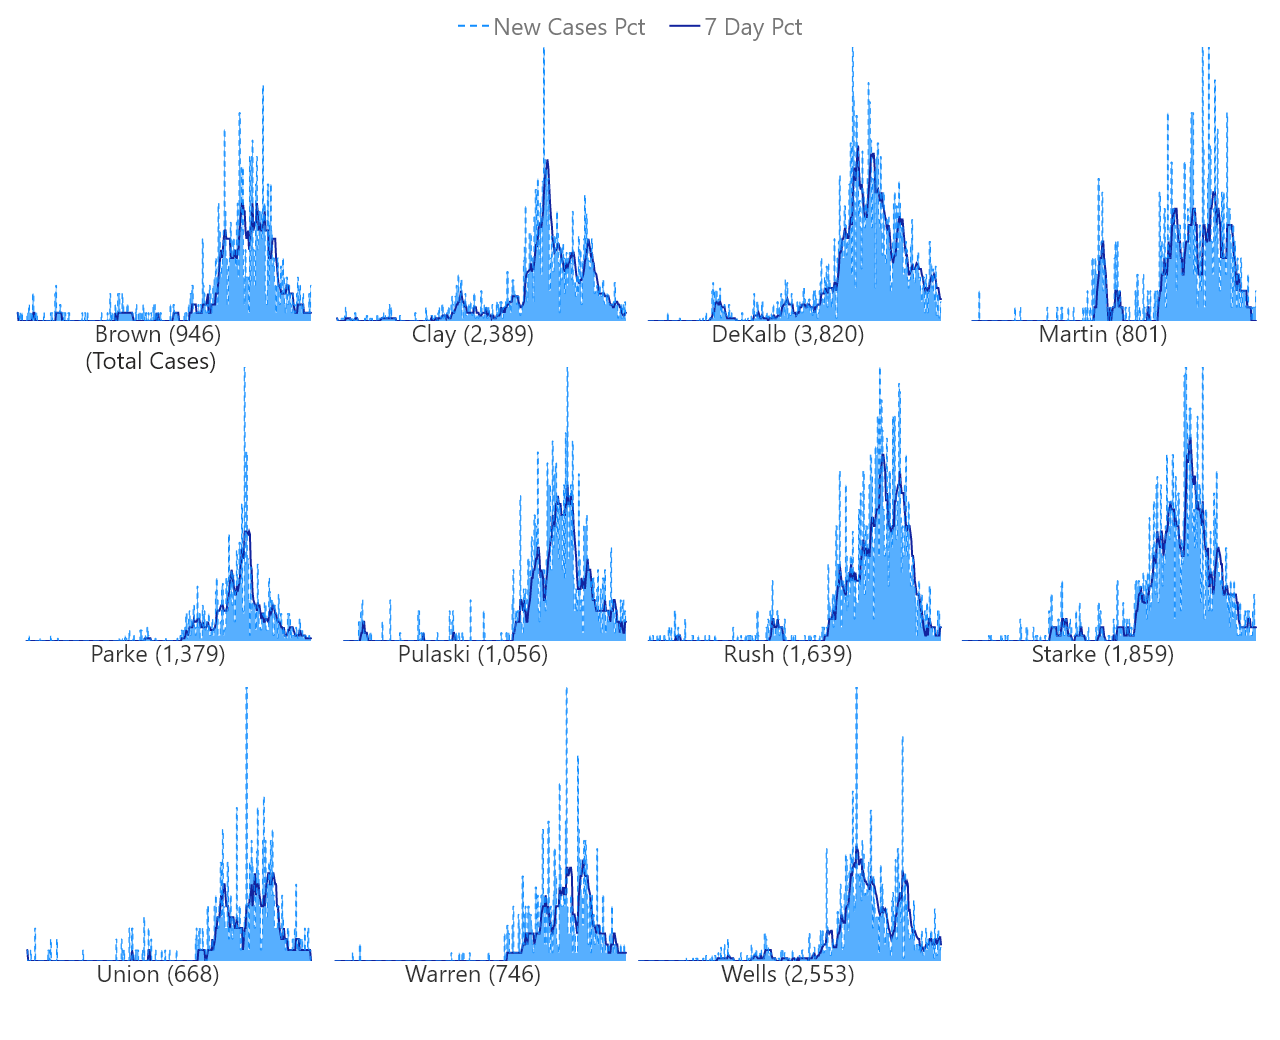 New Cases Pct 7 Day Pct
Brown (946) Clay (2,389) DeKalb (3,820) Martin (801)
(Total Cases)
Parke (1,379) Pulaski (1,056) Rush (1,639) Starke (1,859)
Union (668) Warren (746) Wells (2,553)